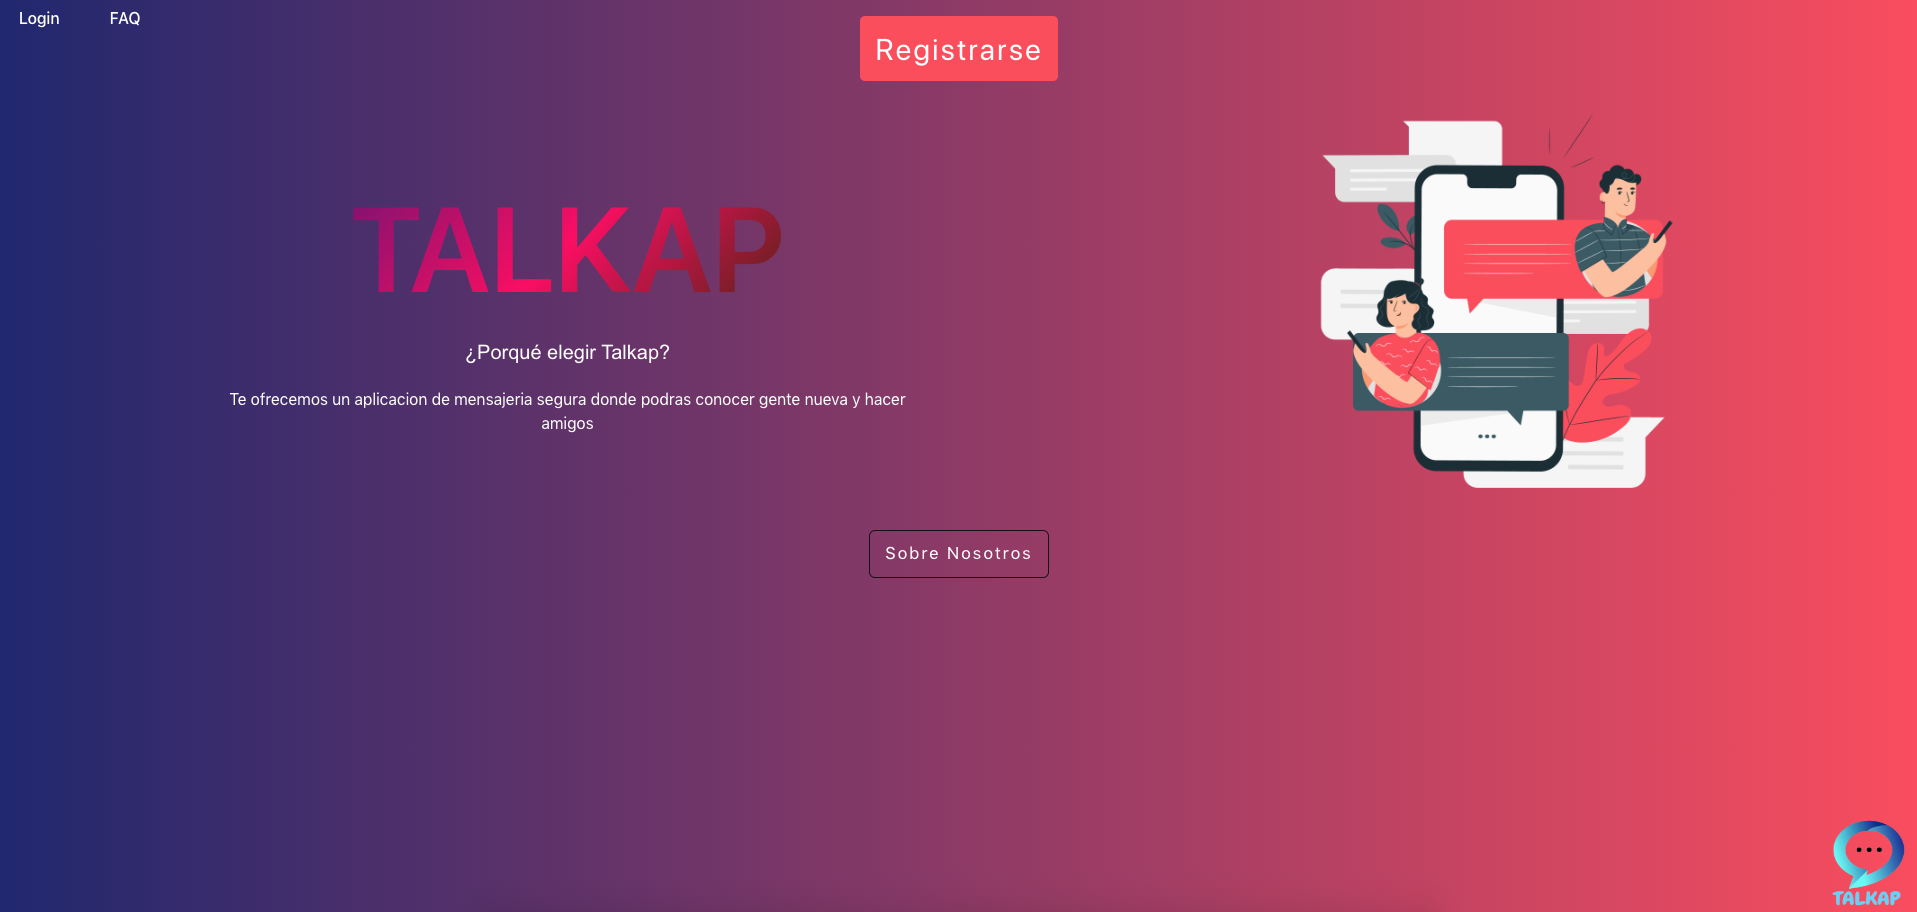 Login
FAQ
Registrarse
TALKAP
¿Porqué elegir Talkap?
Te ofrecemos un aplicacion de mensajeria segura donde podras conocer gente nueva y hacer
amigos
Sobre Nosotros
TALKAP